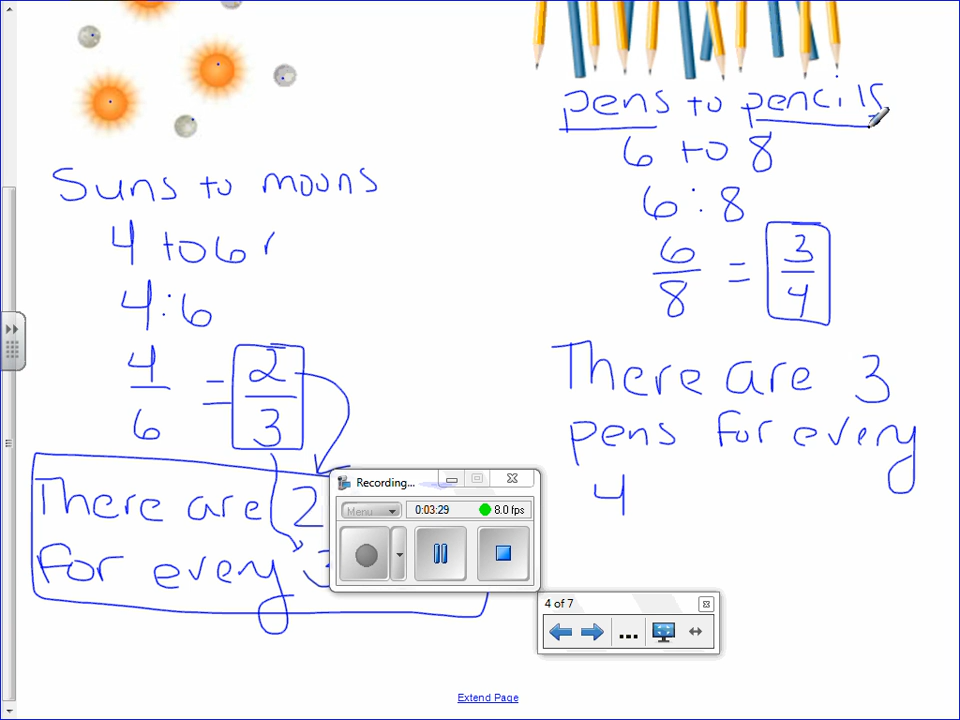 Suns to moons
4 to 6
4:6
4
6
=
2
3
There are 2
for every 3
pens to pencils
6 to 8
6:8
6
8
=
3
4
There are 3
pens for every
4
Recording...
Menu
0:03:29
8.0 fps
4 of 7
...
Extend Page